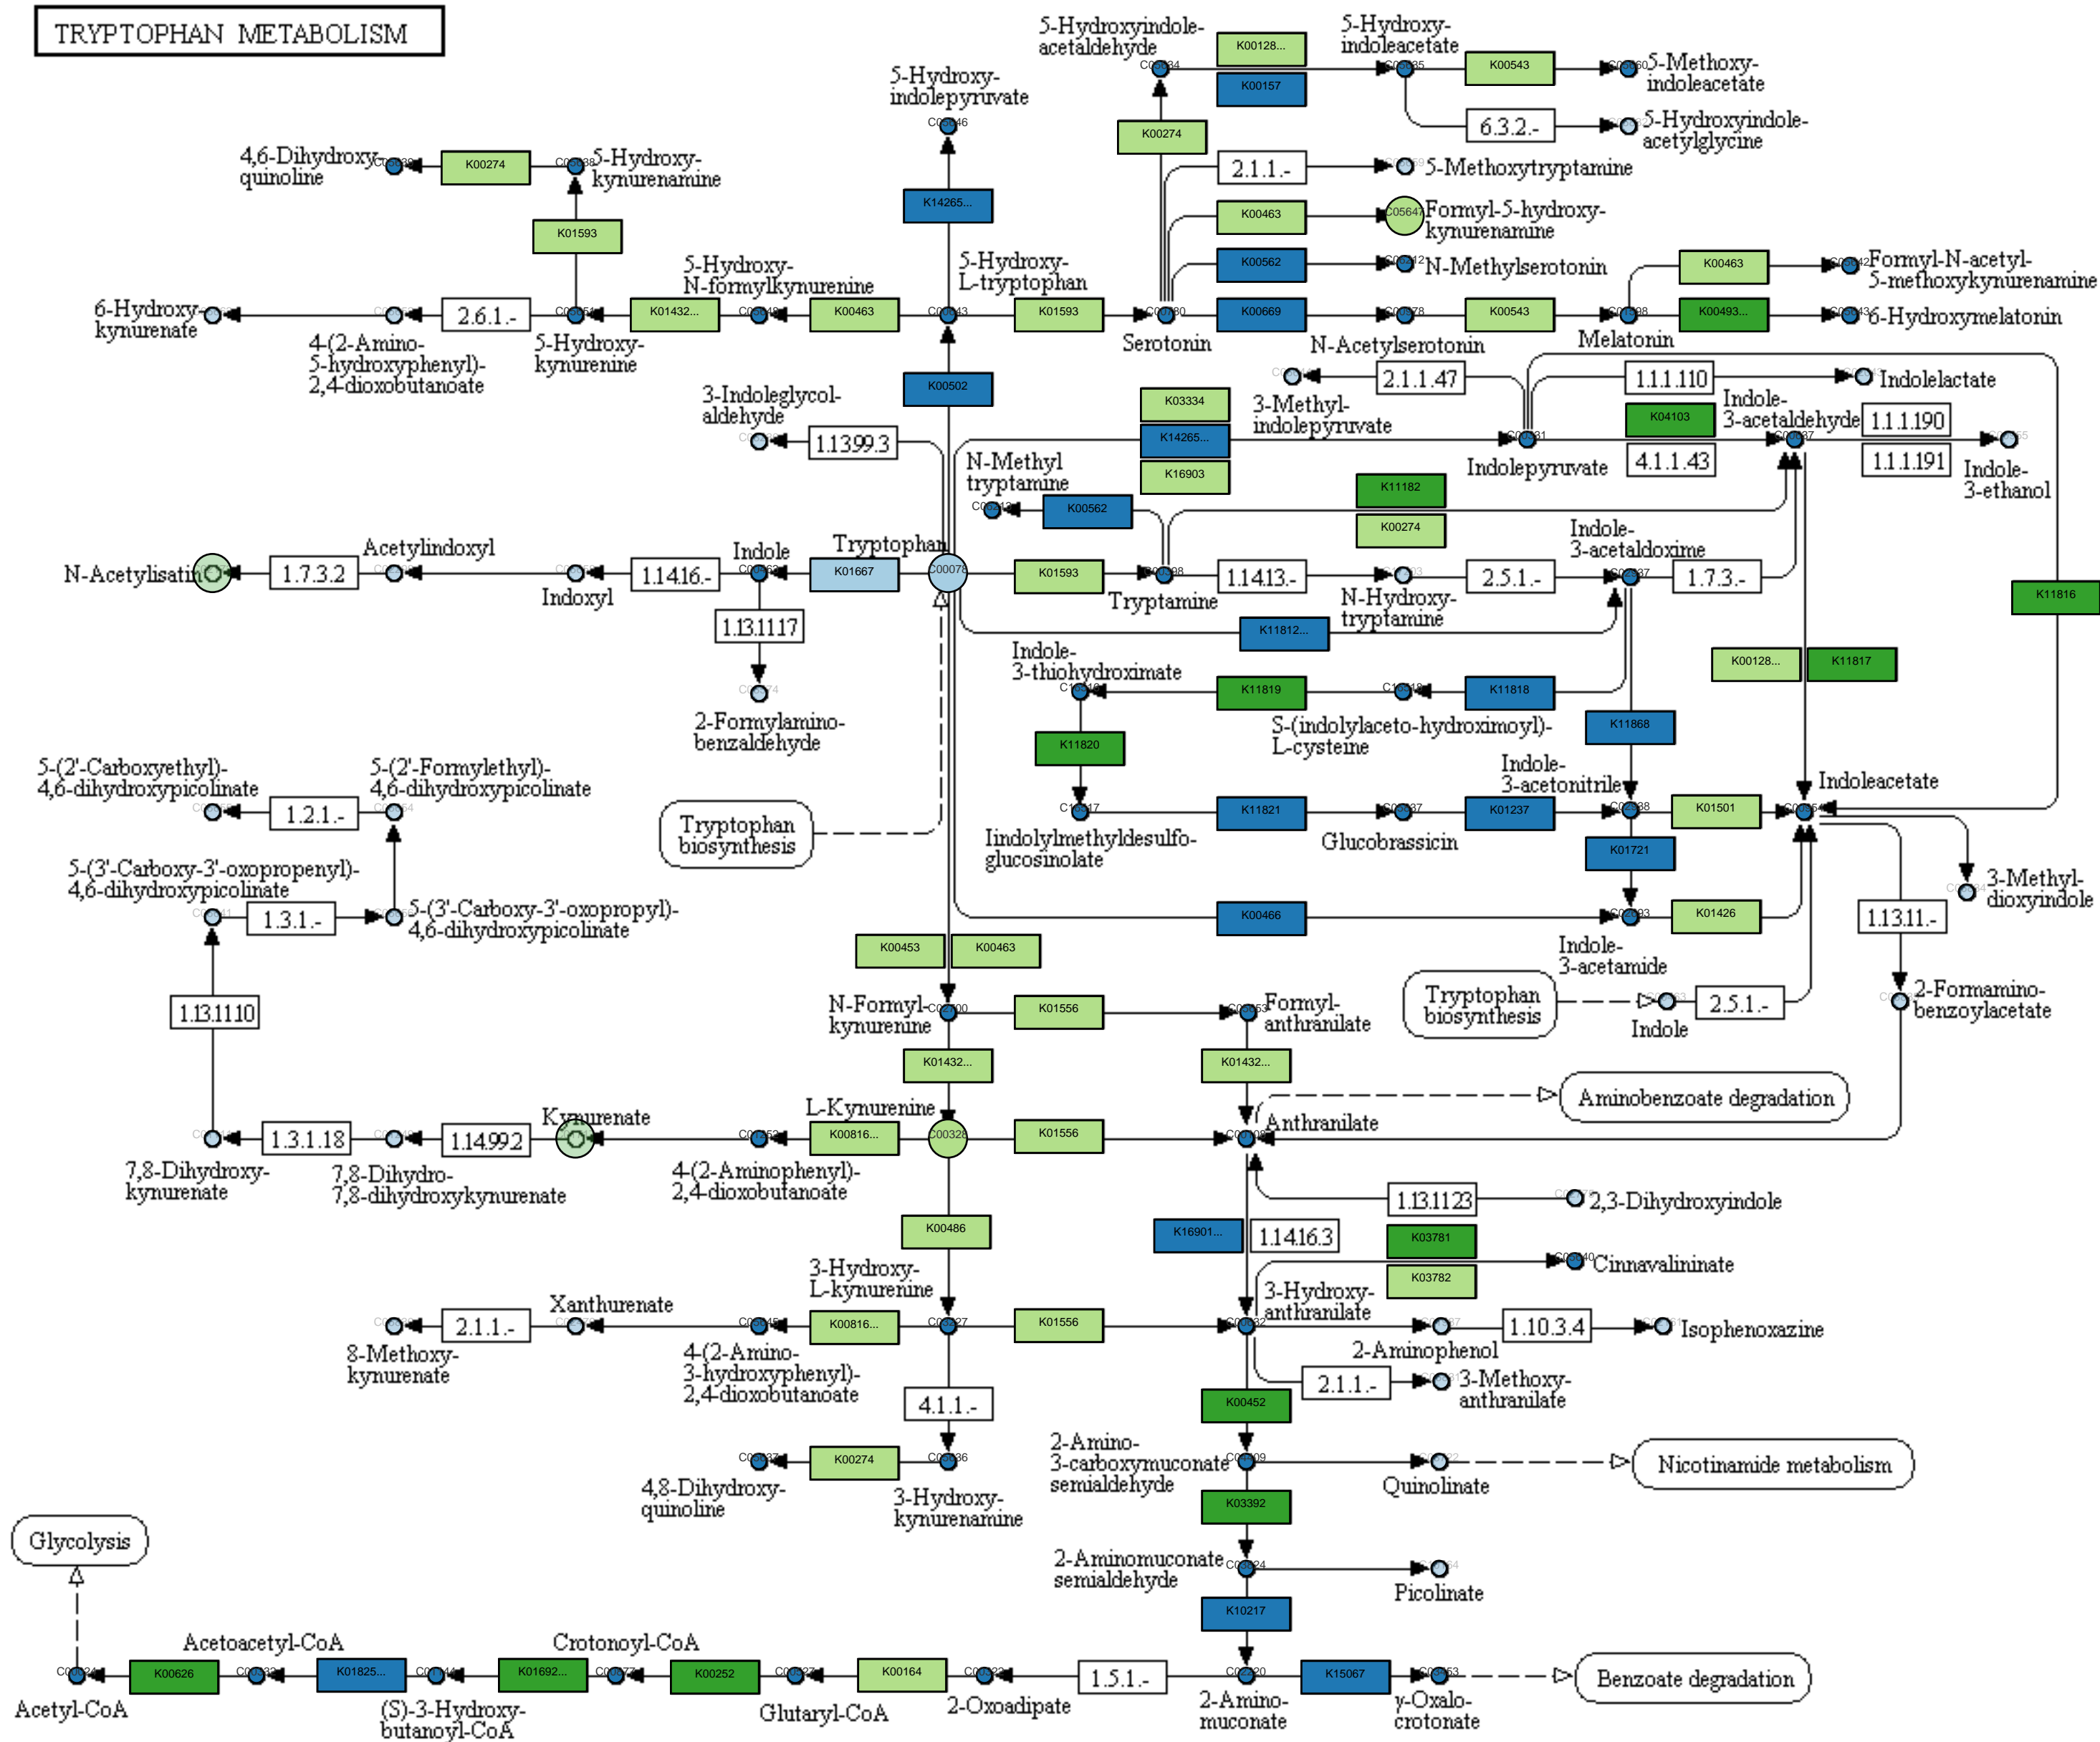 TRYPTOPHAN METABOLISM
5-Hydroxyindole-
acetaldehyde
K00128...
K00157
5-Hydroxy-
indoleacetate
K00543
5-Methoxy-
indoleacetate
6.3.2.-
5-Hydroxyindole-
acetylglycine
5-Hydroxy-
indolepyruvate
K00274
2.1.1.-
5-Methoxytryptamine
4,6-Dihydroxy-
quinoline
K00274
5-Hydroxy-
kynurenamine
K14265...
K00463
C05647
Formyl-5-hydroxy-
kynurenamine
K01593
K00562
N-Methylserotonin
K00463
Formyl-N-acetyl-
5-methoxykynurenamine
5-Hydroxy-
N-formylkynurenine
5-Hydroxy-
L-tryptophan
6-Hydroxy-
kynurenate
2.6.1.-
K01432...
K00463
K01593
K00669
K00543
K00493...
6-Hydroxymelatonin
4-(2-Amino-
5-hydroxyphenyl)-
2,4-dioxobutanoate
5-Hydroxy-
kynurenine
Serotonin
N-Acetylserotonin
Melatonin
K00502
2.1.1.47
1.1.1.110
Indolelactate
3-Indoleglycol-
aldehyde
1.13.99.3
K03334
K14265...
K16903
3-Methyl-
indolepyruvate
K04103
4.1.1.43
Indole-
3-acetaldehyde
1.1.1.190
1.1.1.191
Indolepyruvate
Indole-
3-ethanol
N-Methyl
tryptamine
K00562
K11182
K00274
N-Acetylisatin
1.7.3.2
Acetylindoxyl
Indoxyl
1.14.16.-
Indole
K01667
Tryptophan
C00078
K01593
Tryptamine
1.14.13.-
N-Hydroxy-
tryptamine
2.5.1.-
Indole-
3-acetaldoxime
1.7.3.-
K11816
1.13.11.17
K11812...
2-Formylamino-
benzaldehyde
Indole-
3-thiohydroximate
K11819
S-(indolylaceto-hydroximoyl)-
L-cysteine
K11818
K00128...
K11817
K11820
K11868
5-(2'-Carboxyethyl)-
4,6-dihydroxypicolinate
5-(2'-Formylethyl)-
4,6-dihydroxypicolinate
1.2.1.-
Tryptophan
biosynthesis
Iindolylmethyldesulfo-
glucosinolate
K11821
Glucobrassicin
K01237
Indole-
3-acetonitrile
K01501
Indoleacetate
K01721
5-(3'-Carboxy-3'-oxopropenyl)-
4,6-dihydroxypicolinate
1.3.1.-
5-(3'-Carboxy-3'-oxopropyl)-
4,6-dihydroxypicolinate
K00466
K01426
Indole-
3-acetamide
3-Methyl-
dioxyindole
1.13.11.-
K00453
K00463
1.13.11.10
N-Formyl-
kynurenine
K01556
Formyl-
anthranilate
Tryptophan
biosynthesis
Indole
2.5.1.-
2-Formamino-
benzoylacetate
K01432...
K01432...
Aminobenzoate degradation
7,8-Dihydroxy-
kynurenate
1.3.1.18
7,8-Dihydro-
7,8-dihydroxykynurenate
1.14.99.2
Kynurenate
4-(2-Aminophenyl)-
2,4-dioxobutanoate
K00816...
L-Kynurenine
C00328
K01556
Anthranilate
1.13.11.23
2,3-Dihydroxyindole
K00486
K16901...
1.14.16.3
K03781
K03782
Cinnavalininate
8-Methoxy-
kynurenate
2.1.1.-
Xanthurenate
4-(2-Amino-
3-hydroxyphenyl)-
2,4-dioxobutanoate
K00816...
3-Hydroxy-
L-kynurenine
K01556
3-Hydroxy-
anthranilate
2-Aminophenol
1.10.3.4
Isophenoxazine
2.1.1.-
3-Methoxy-
anthranilate
4.1.1.-
K00452
4,8-Dihydroxy-
quinoline
K00274
3-Hydroxy-
kynurenamine
2-Amino-
3-carboxymuconate
semialdehyde
Quinolinate
Nicotinamide metabolism
K03392
Glycolysis
2-Aminomuconate
semialdehyde
Picolinate
K10217
Acetyl-CoA
K00626
Acetoacetyl-CoA
K01825...
(S)-3-Hydroxy-
butanoyl-CoA
K01692...
Crotonoyl-CoA
K00252
Glutaryl-CoA
K00164
2-Oxoadipate
1.5.1.-
2-Amino-
muconate
K15067
γ-Oxalo-
crotonate
Benzoate degradation